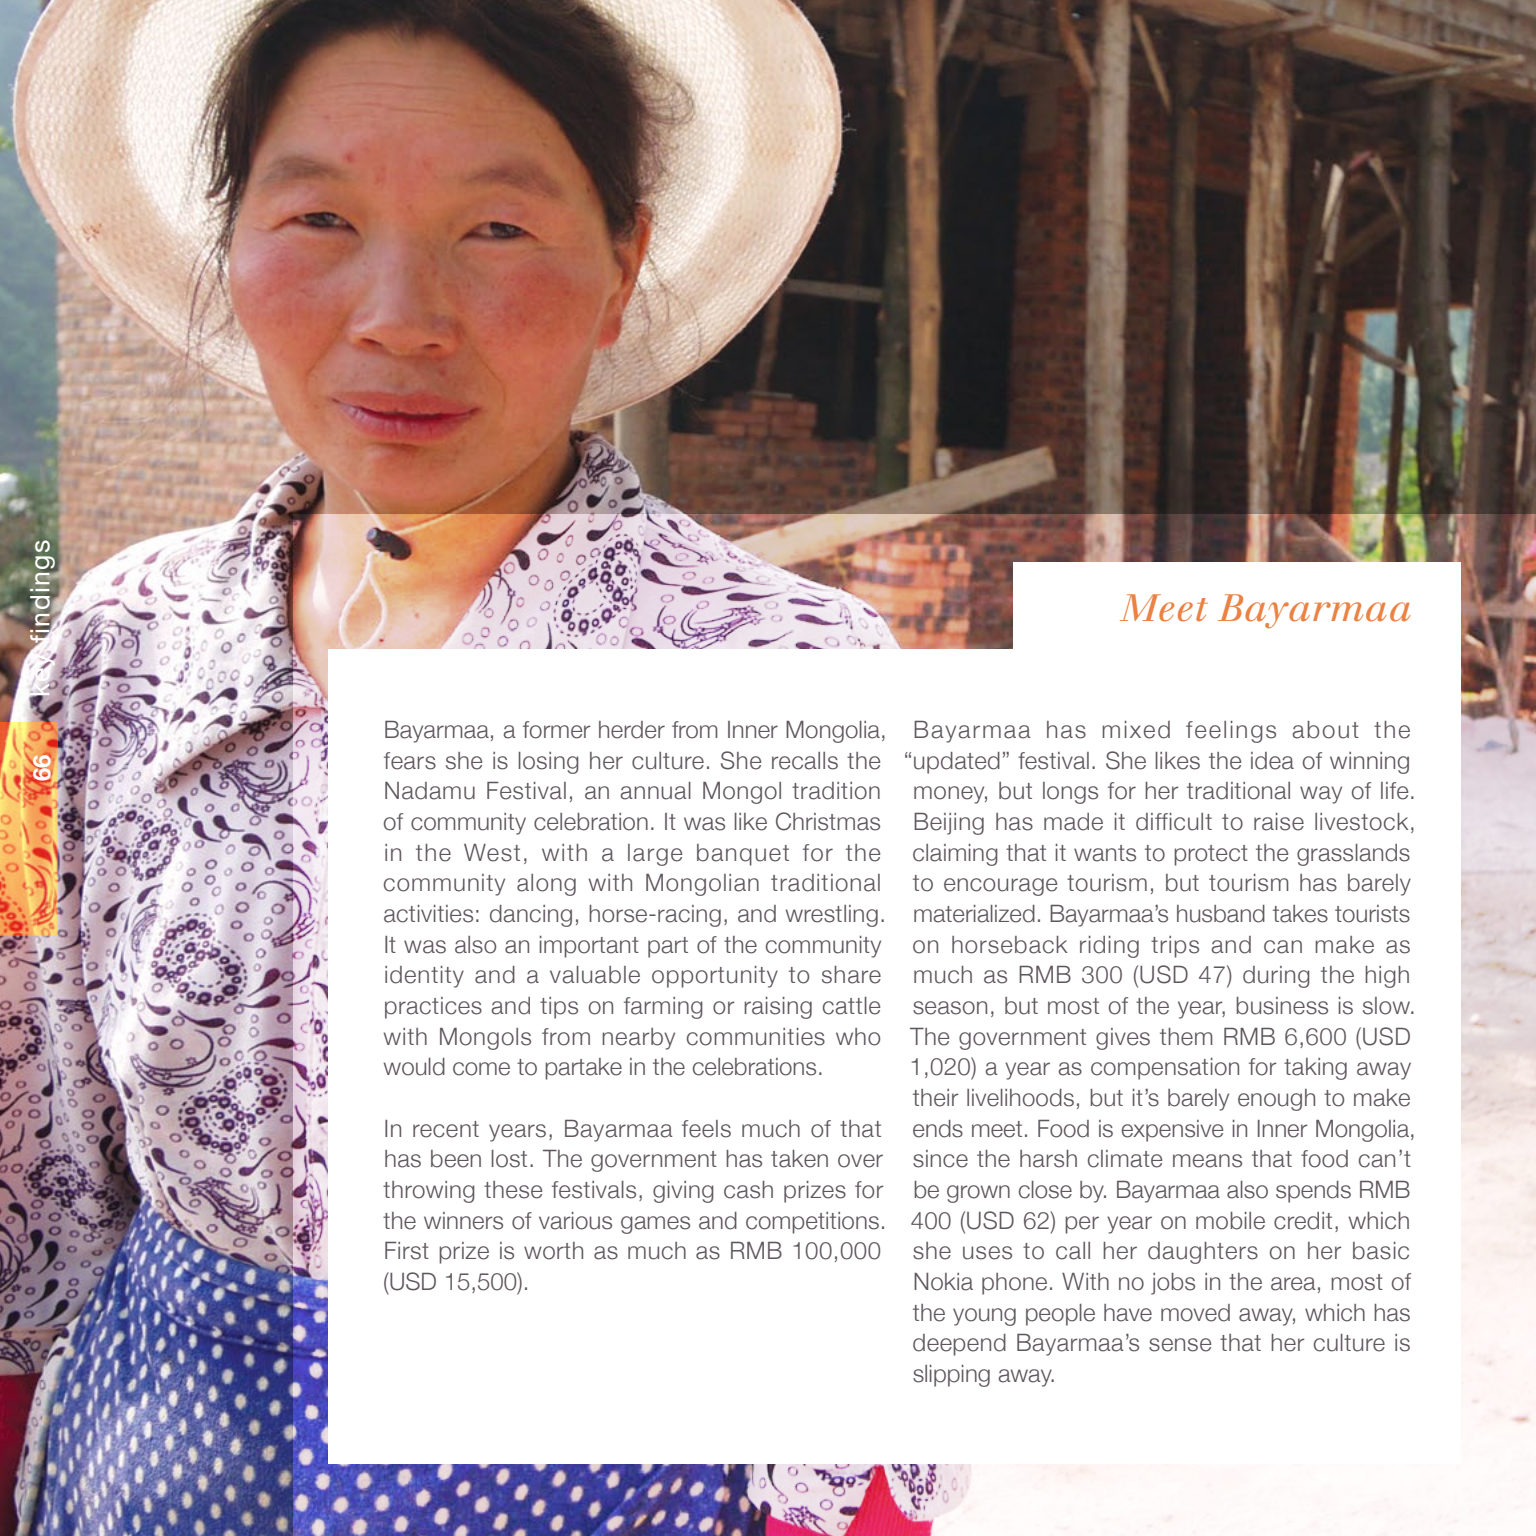 key findings
66
Meet Bayarmaa
Bayarmaa, a former herder from Inner Mongolia,
fears she is losing her culture. She recalls the
Nadamu Festival, an annual Mongol tradition
of community celebration. It was like Christmas
in the West, with a large banquet for the
community along with Mongolian traditional
activities: dancing, horse-racing, and wrestling.
It was also an important part of the community
identity and a valuable opportunity to share
practices and tips on farming or raising cattle
with Mongols from nearby communities who
would come to partake in the celebrations.
In recent years, Bayarmaa feels much of that
has been lost. The government has taken over
throwing these festivals, giving cash prizes for
the winners of various games and competitions.
First prize is worth as much as RMB 100,000
(USD 15,500).
Bayarmaa has mixed feelings about the
“updated” festival. She likes the idea of winning
money, but longs for her traditional way of life.
Beijing has made it difficult to raise livestock,
claiming that it wants to protect the grasslands
to encourage tourism, but tourism has barely
materialized. Bayarmaa’s husband takes tourists
on horseback riding trips and can make as
much as RMB 300 (USD 47) during the high
season, but most of the year, business is slow.
The government gives them RMB 6,600 (USD
1,020) a year as compensation for taking away
their livelihoods, but it’s barely enough to make
ends meet. Food is expensive in Inner Mongolia,
since the harsh climate means that food can’t
be grown close by. Bayarmaa also spends RMB
400 (USD 62) per year on mobile credit, which
she uses to call her daughters on her basic
Nokia phone. With no jobs in the area, most of
the young people have moved away, which has
deepend Bayarmaa’s sense that her culture is
slipping away.